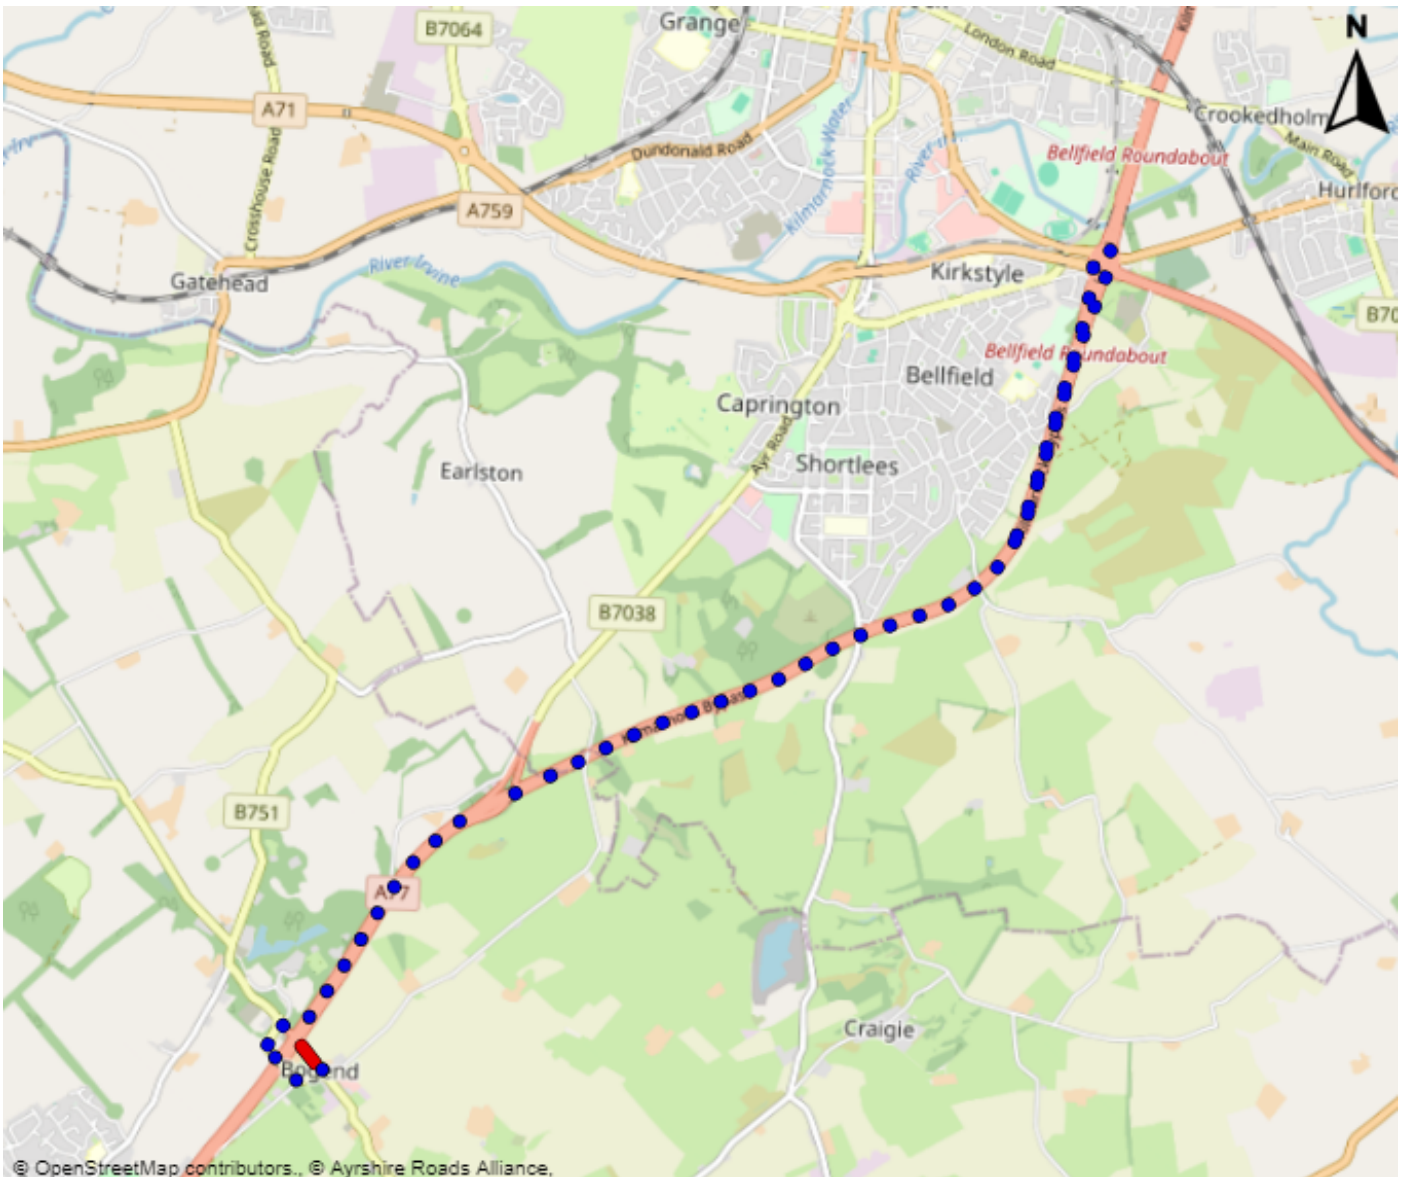 Grange
B7064
London Road
N
A71
Crosshouse Road
Dundonald Road
Kilmarnock Water
Crookedholm
Main Road
Bellfield Roundabout
Hurlford
A759
River Irvine
Gatehead
Kirkstyle
B70
Bellfield Roundabout
Bellfield
Caprington
Ayr Road
Shortlees
Earlston
B7038
B751
A77
Craigie
Bogend
© OpenStreetMap contributors., © Ayrshire Roads Alliance,